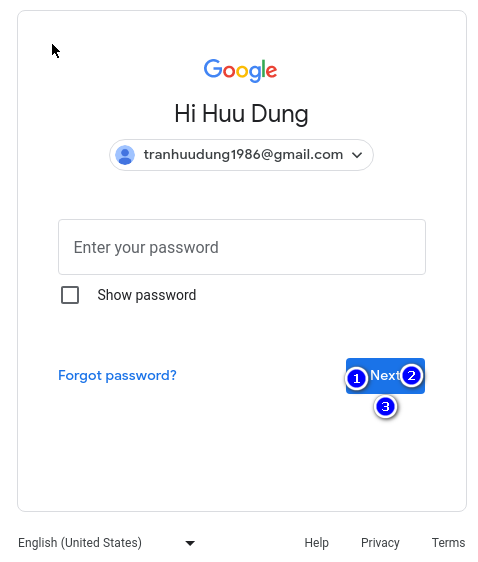 Google
Hi Huu Dung
tranhuudung1986@gmail.com
Enter your password
Show password
Forgot password?
1 Next 2
3
English (United States) Help Privacy Terms